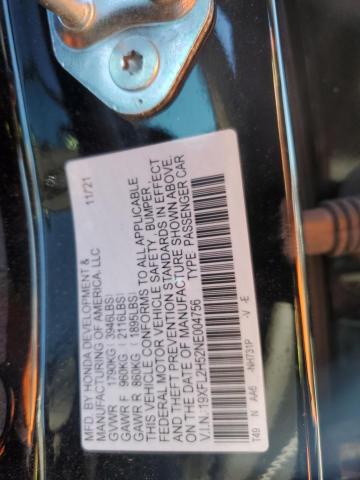 MFD. BY HONDA DEVELOPMENT & 11/21
MANUFACTURING OF AMERICA, LLC
GVWR 1790KG( 3946LBS)
GAWR F 960KG( 2116LBS)
GAWR R 860KG( 1895LBS)
THIS VEHICLE CONFORMS TO ALL APPLICABLE
FEDERAL MOTOR VEHICLE SAFETY, BUMPER,
AND THEFT PREVENTION STANDARDS IN EFFECT
ON THE DATE OF MANUFACTURE SHOWN ABOVE.
V.I.N.: 19XFL2H52NE004756 TYPE: PASSENGER CAR
T49 N AA6 -NH731P -V -E